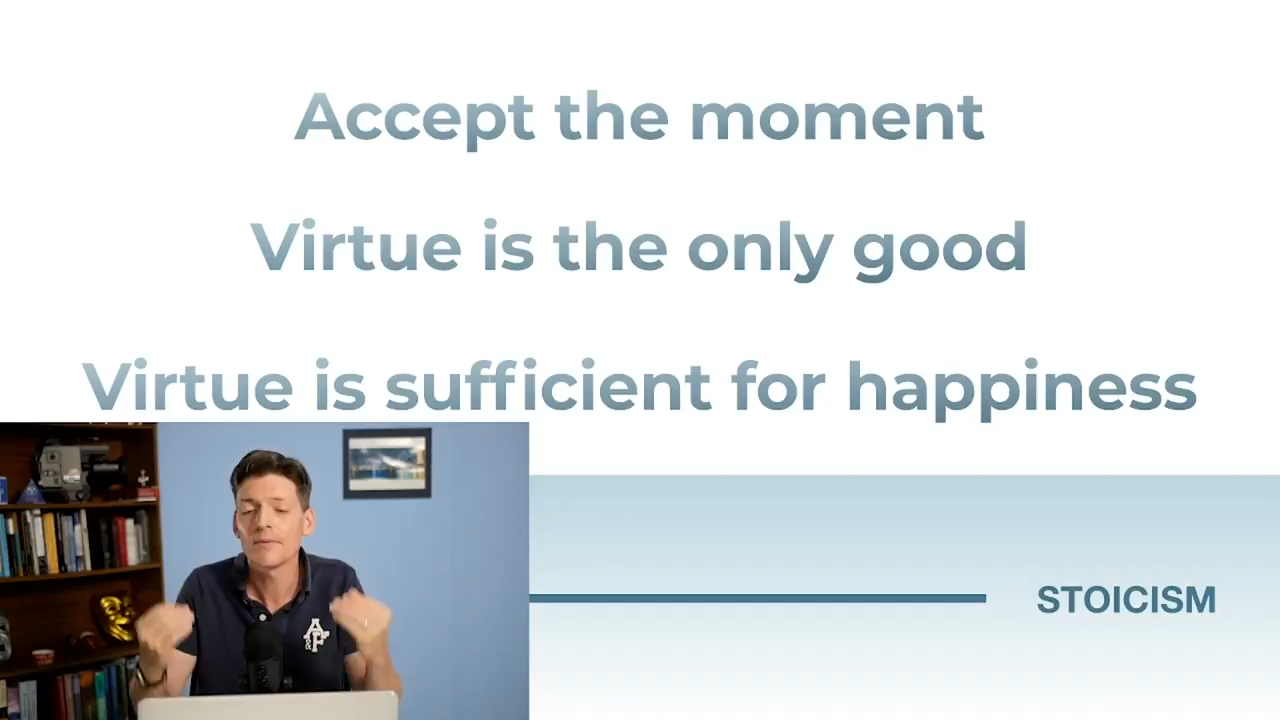 Accept the moment
Virtue is the only good
Virtue is sufficient for happiness
STOICISM